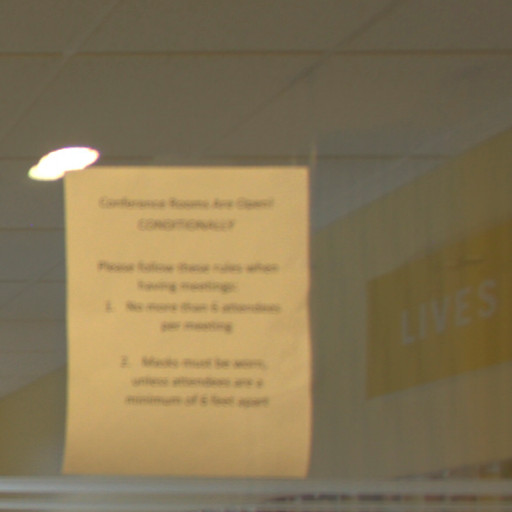 Conference Rooms Are Open!
CONDITIONALLY
Please follow these rules when
having meetings:
1. No more than 6 attendees
per meeting
2. Masks must be worn,
unless attendees are a
minimum of 6 feet apart
LIVES